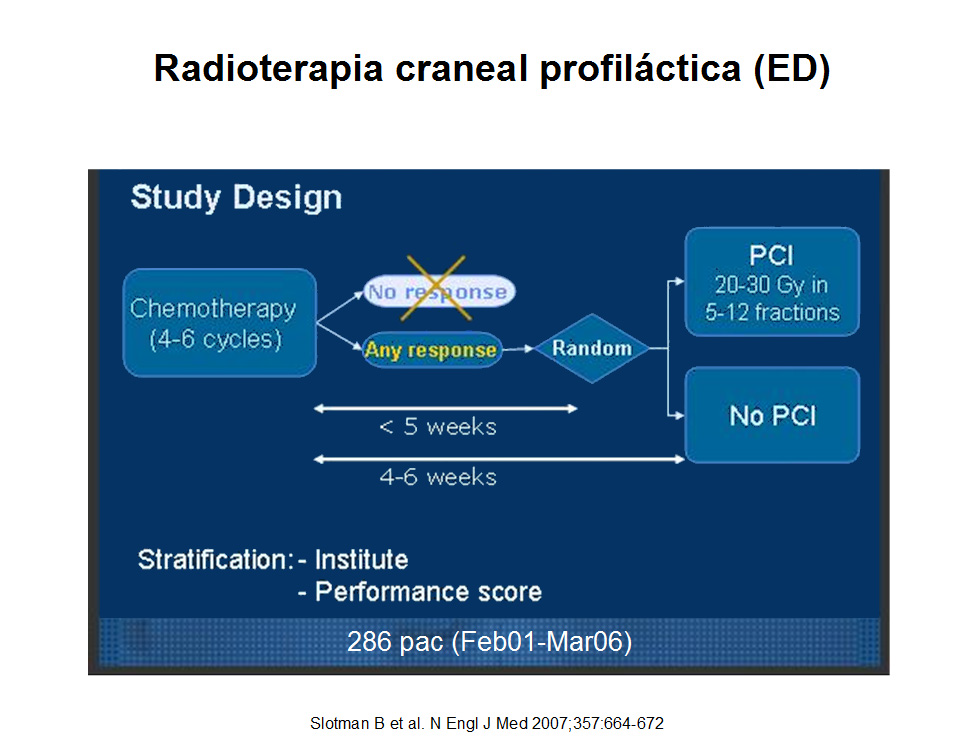 Radioterapia craneal profiláctica (ED)
Study Design
Chemotherapy
(4-6 cycles)
No response
Any response
Random
PCI
20-30 Gy in
5-12 fractions
No PCI
< 5 weeks
4-6 weeks
Stratification: - Institute
- Performance score
286 pac (Feb01-Mar06)
Slotman B et al. N Engl J Med 2007;357:664-672